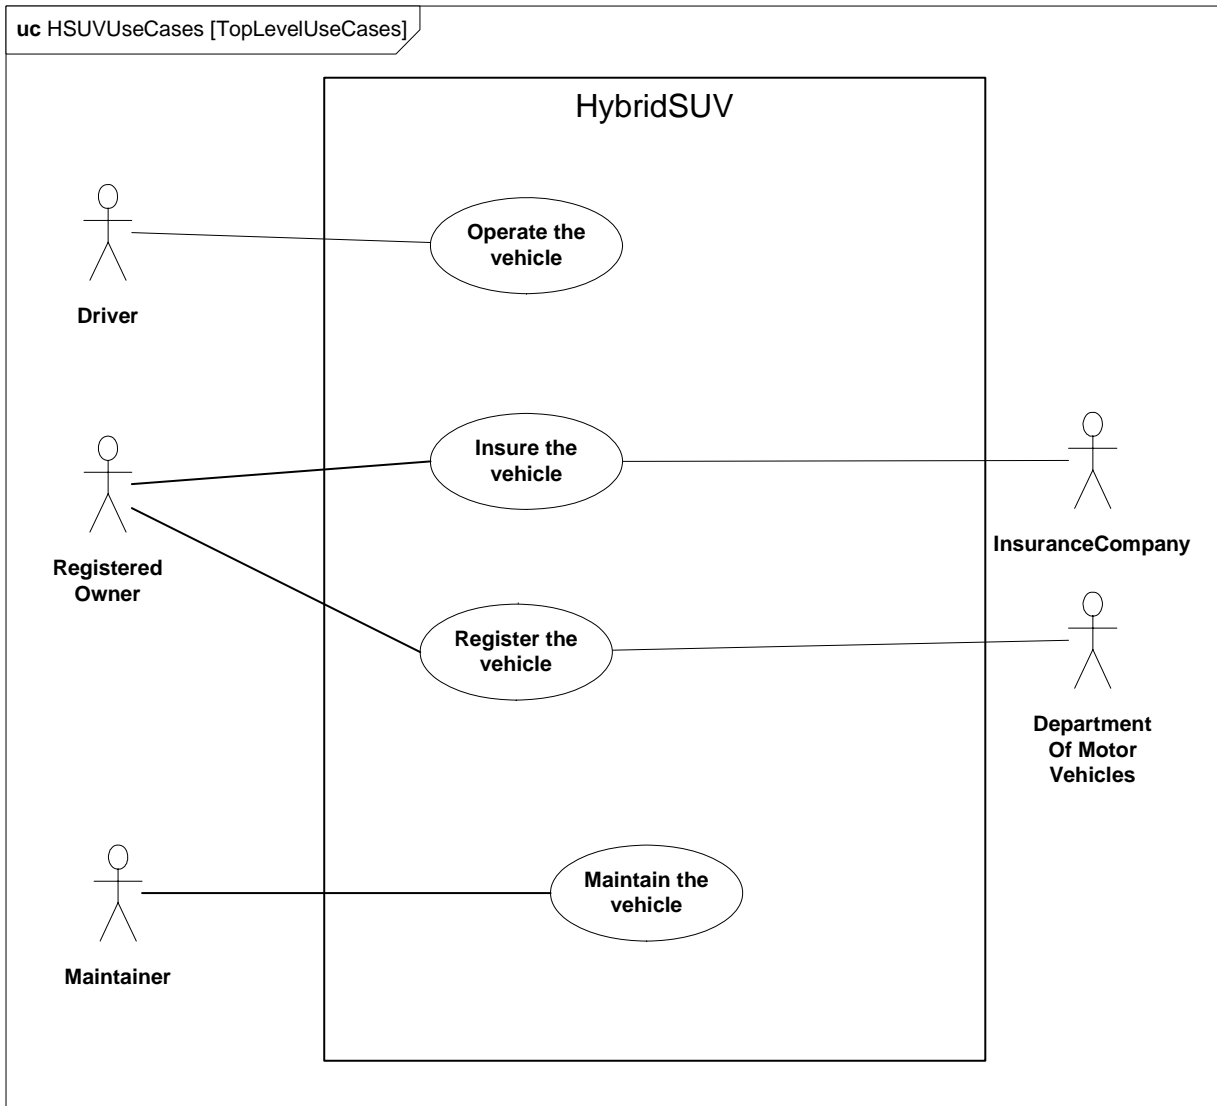 uc HSUVUseCases [TopLevelUseCases]
HybridSUV
Operate the
vehicle
Driver
Insure the
vehicle
Registered
Owner
InsuranceCompany
Register the
vehicle
Department
Of Motor
Vehicles
Maintain the
vehicle
Maintainer